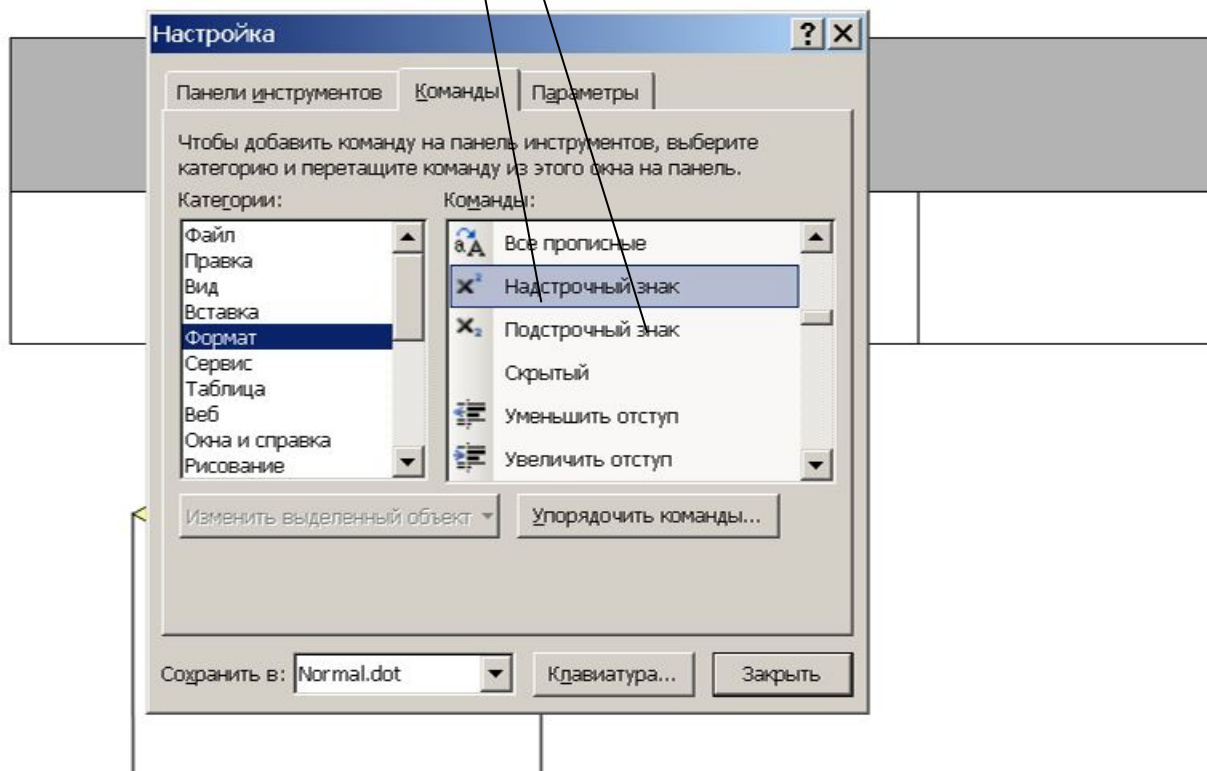 Настройка
Панели инструментов
Команды
Параметры
Чтобы добавить команду на панель инструментов, выберите
категорию и перетащите команду из этого окна на панель.
Категории:
Файл
Правка
Вид
Вставка
Формат
Сервис
Таблица
Веб
Окна и справка
Рисование
Команды:
Все прописные
Надстрочный знак
Подстрочный знак
Скрытый
Уменьшить отступ
Увеличить отступ
Изменить выделенный объект
Упорядочить команды...
Сохранить в: Normal.dot
Клавиатура...
Закрыть